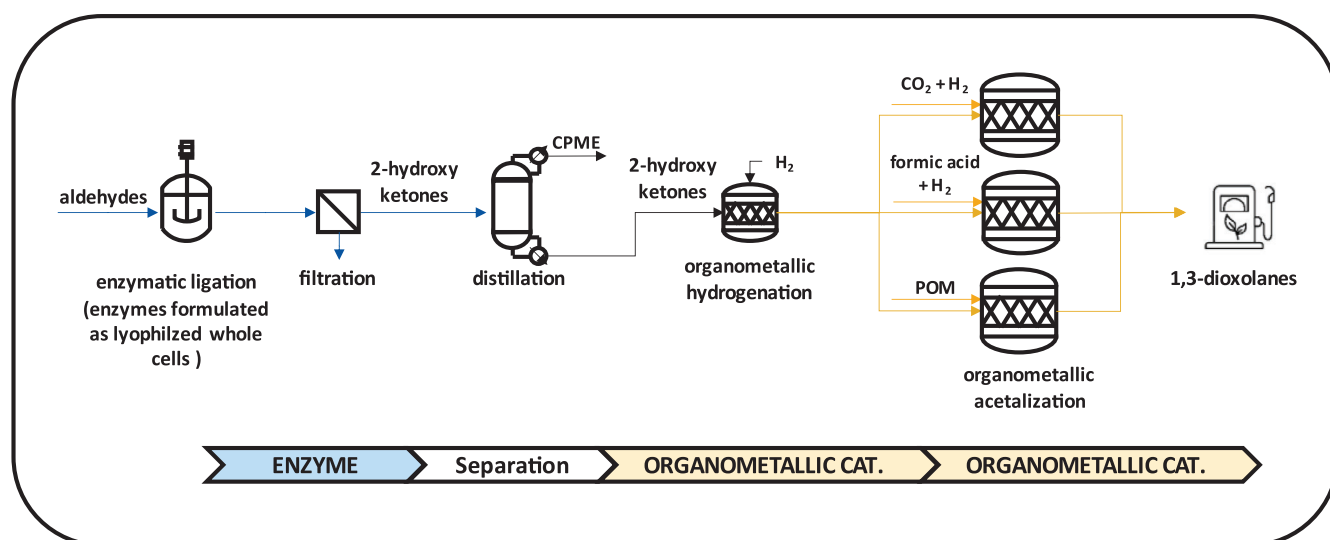 aldehydes
enzymatic ligation
(enzymes formulated
as lyophilzed whole
cells )
filtration
2-hydroxy
ketones
distillation
CPME
2-hydroxy
ketones
H2
organometallic
hydrogenation
CO2 + H2
formic acid
+ H2
POM
organometallic
acetalization
1,3-dioxolanes
ENZYME
Separation
ORGANOMETALLIC CAT.
ORGANOMETALLIC CAT.